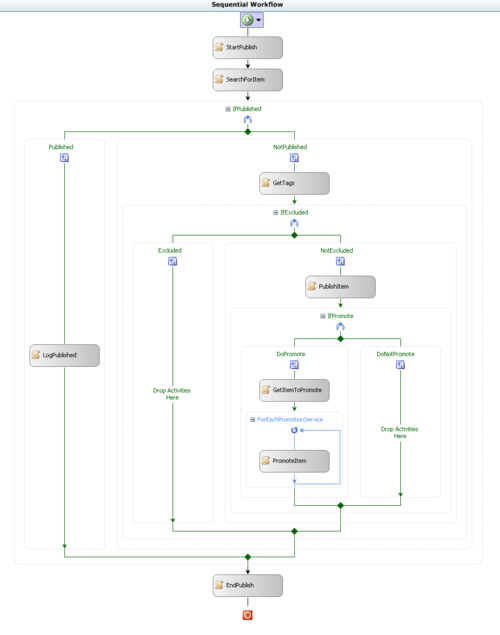 Sequential Workflow
StartPublish
SearchForItem
IfPublished
Published
NotPublished
GetTags
IfExcluded
Excluded
NotExcluded
PublishItem
IfPromote
LogPublished
DoPromote
DoNotPromote
GetItemToPromote
Drop Activities
Here
ForEachPromotionService
PromoteItem
Drop Activities
Here
EndPublish